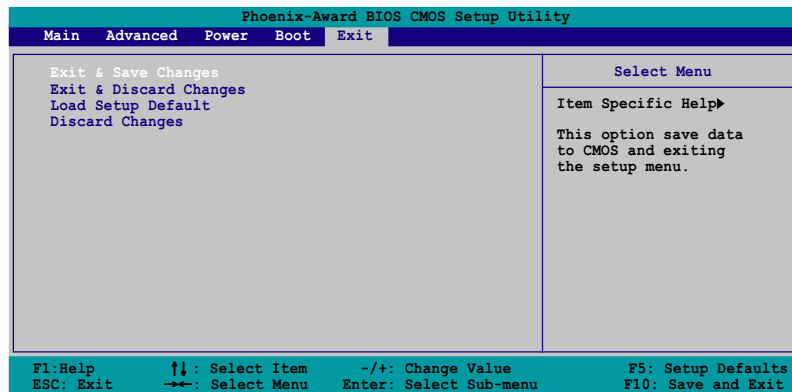 Phoenix-Award BIOS CMOS Setup Utility
Main Advanced Power Boot Exit
Exit & Save Changes
Exit & Discard Changes
Load Setup Default
Discard Changes
Select Menu
Item Specific Help▶
This option save data
to CMOS and exiting
the setup menu.
F1:Help ↑↓: Select Item -/+: Change Value F5: Setup Defaults
ESC: Exit →←: Select Menu Enter: Select Sub-menu F10: Save and Exit